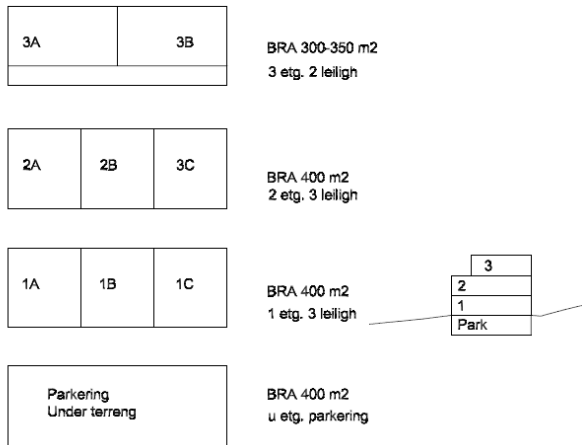 3A 3B
BRA 300-350 m2
3 etg. 2 leiligh
2A 2B 3C
BRA 400 m2
2 etg. 3 leiligh
1A 1B 1C
BRA 400 m2
1 etg. 3 leiligh
3
2
1
Park
Parkering
Under terreng
BRA 400 m2
u etg. parkering